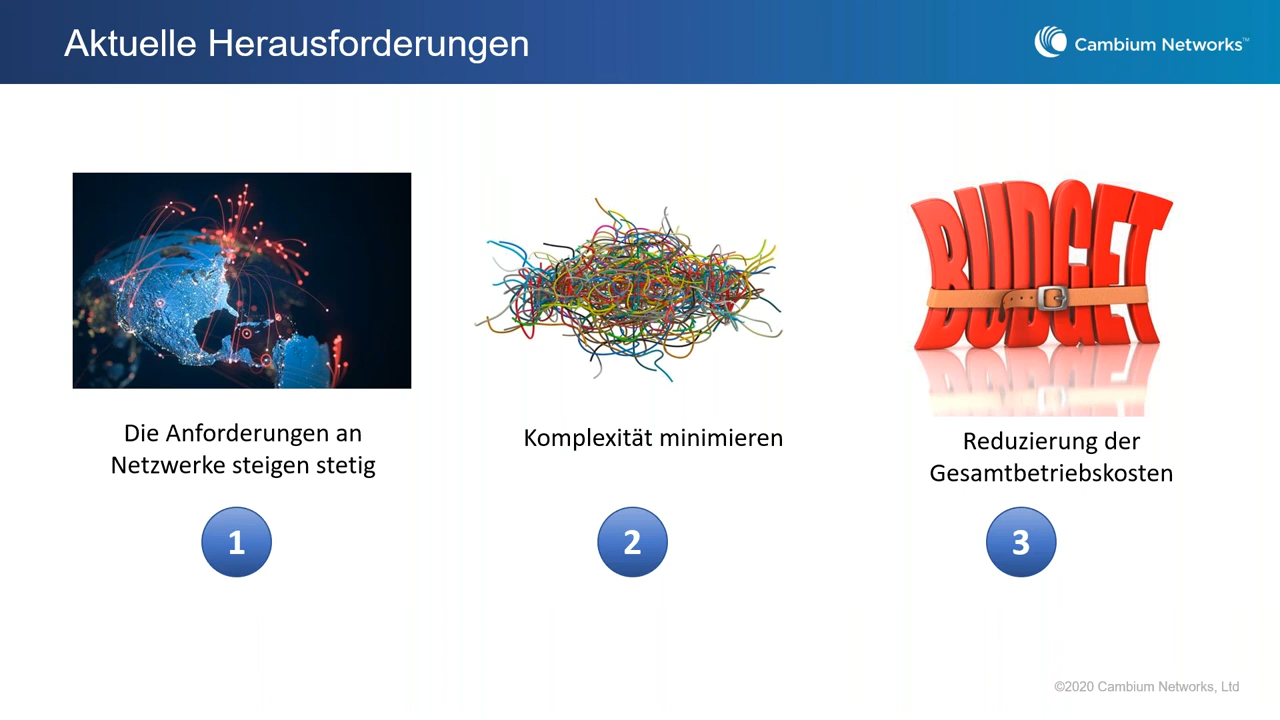 Aktuelle Herausforderungen
Cambium Networks™
BUDGET
Die Anforderungen an
Netzwerke steigen stetig
Komplexität minimieren
Reduzierung der
Gesamtbetriebskosten
1
2
3
©2020 Cambium Networks, Ltd